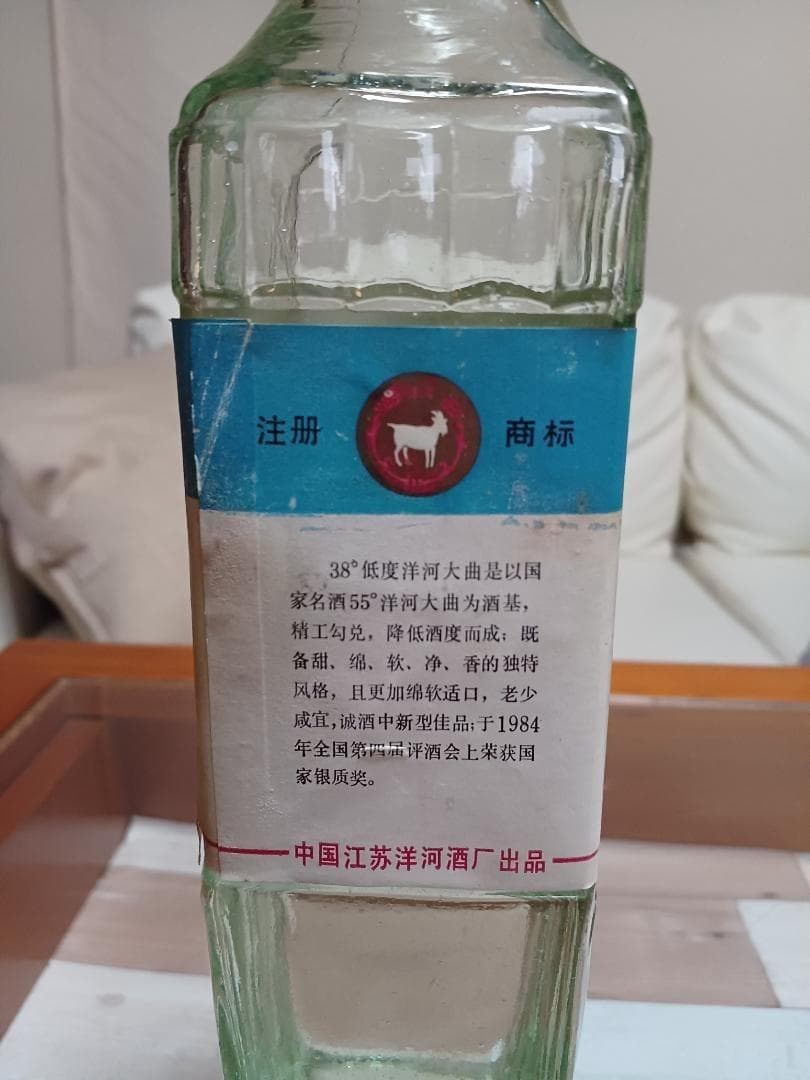 注册 商标
38°低度洋河大曲是以国
家名酒55°洋河大曲为酒基，
精工勾兑，降低酒度而成；既
备甜、绵、软、净、香的独特
风格，且更加绵软适口，老少
咸宜，诚酒中新型佳品；于1984
年全国第四届评酒会上荣获国
家银质奖。
中国江苏洋河酒厂出品